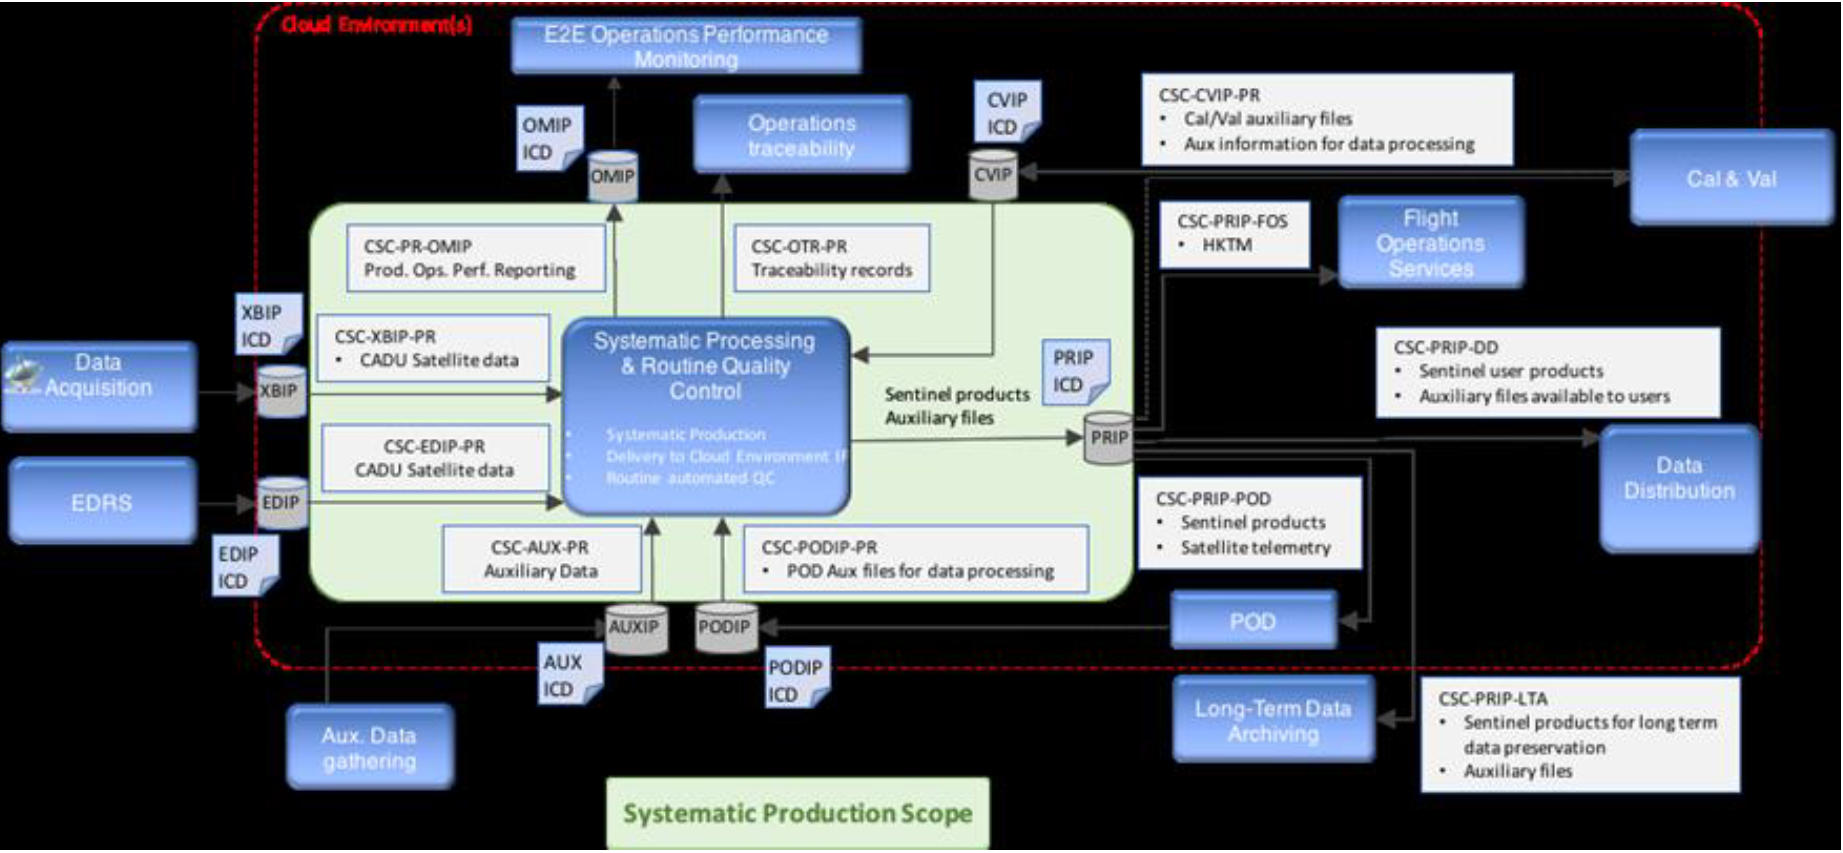 Cloud Environment(s)
E2E Operations Performance
Monitoring
OMIP
ICD
OMIP
Operations
traceability
CVIP
ICD
CVIP
CSC-CVIP-PR
• Cal/Val auxiliary files
• Aux information for data processing
Cal & Val
CSC-PR-OMIP
Prod. Ops. Perf. Reporting
CSC-OTR-PR
Traceability records
CSC-PRIP-FOS
• HKTM
Flight
Operations
Services
XBIP
ICD
CSC-XBIP-PR
• CADU Satellite data
Data
Acquisition
XBIP
Systematic Processing
& Routine Quality
Control
• Systematic Production
• Delivery to Cloud Environment IF
• Routine automated QC
PRIP
ICD
Sentinel products
Auxiliary files
PRIP
CSC-PRIP-DD
• Sentinel user products
• Auxiliary files available to users
Data
Distribution
CSC-EDIP-PR
CADU Satellite data
EDRS
EDIP
EDIP
ICD
CSC-AUX-PR
Auxiliary Data
CSC-PODIP-PR
• POD Aux files for data processing
CSC-PRIP-POD
• Sentinel products
• Satellite telemetry
AUXIP
PODIP
POD
AUX
ICD
PODIP
ICD
Aux. Data
gathering
Long-Term Data
Archiving
CSC-PRIP-LTA
• Sentinel products for long term
data preservation
• Auxiliary files
Systematic Production Scope